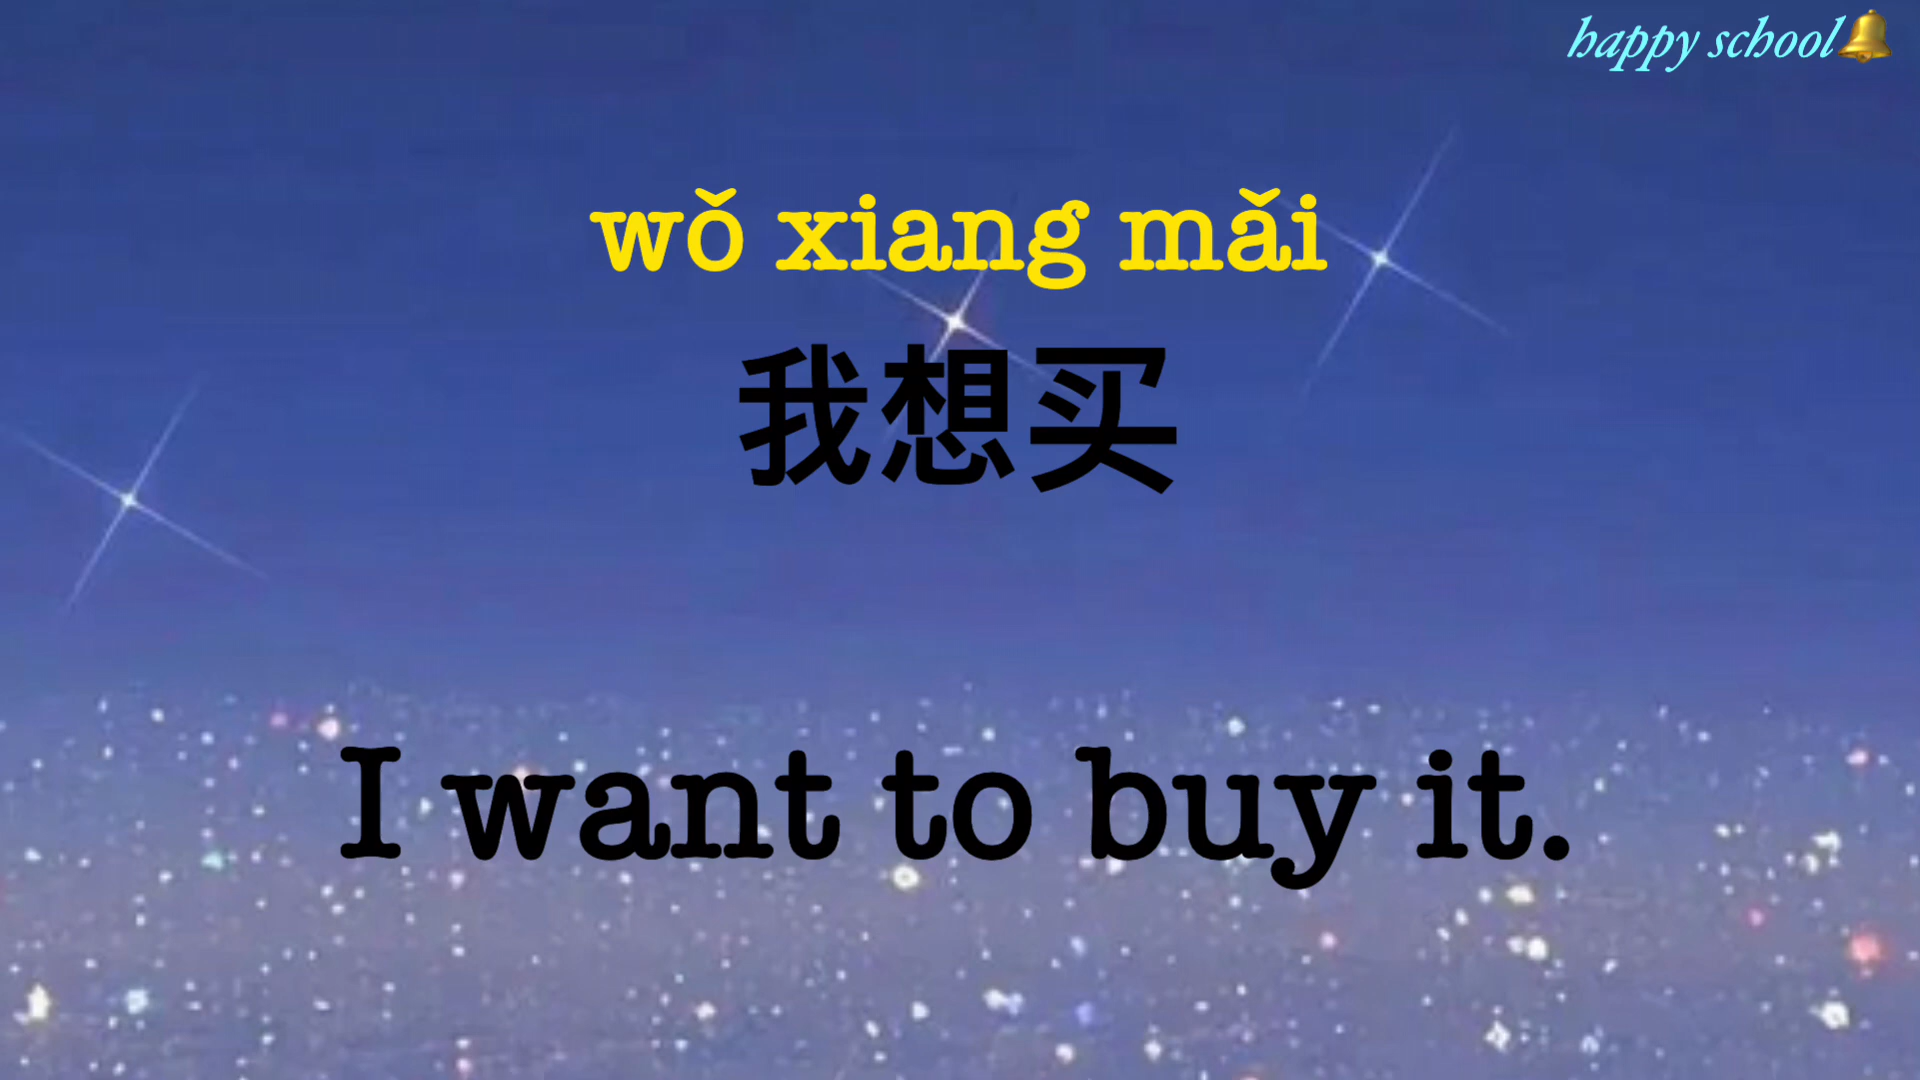 happy school🔔
wǒ xiang mǎi
我想买
I want to buy it.